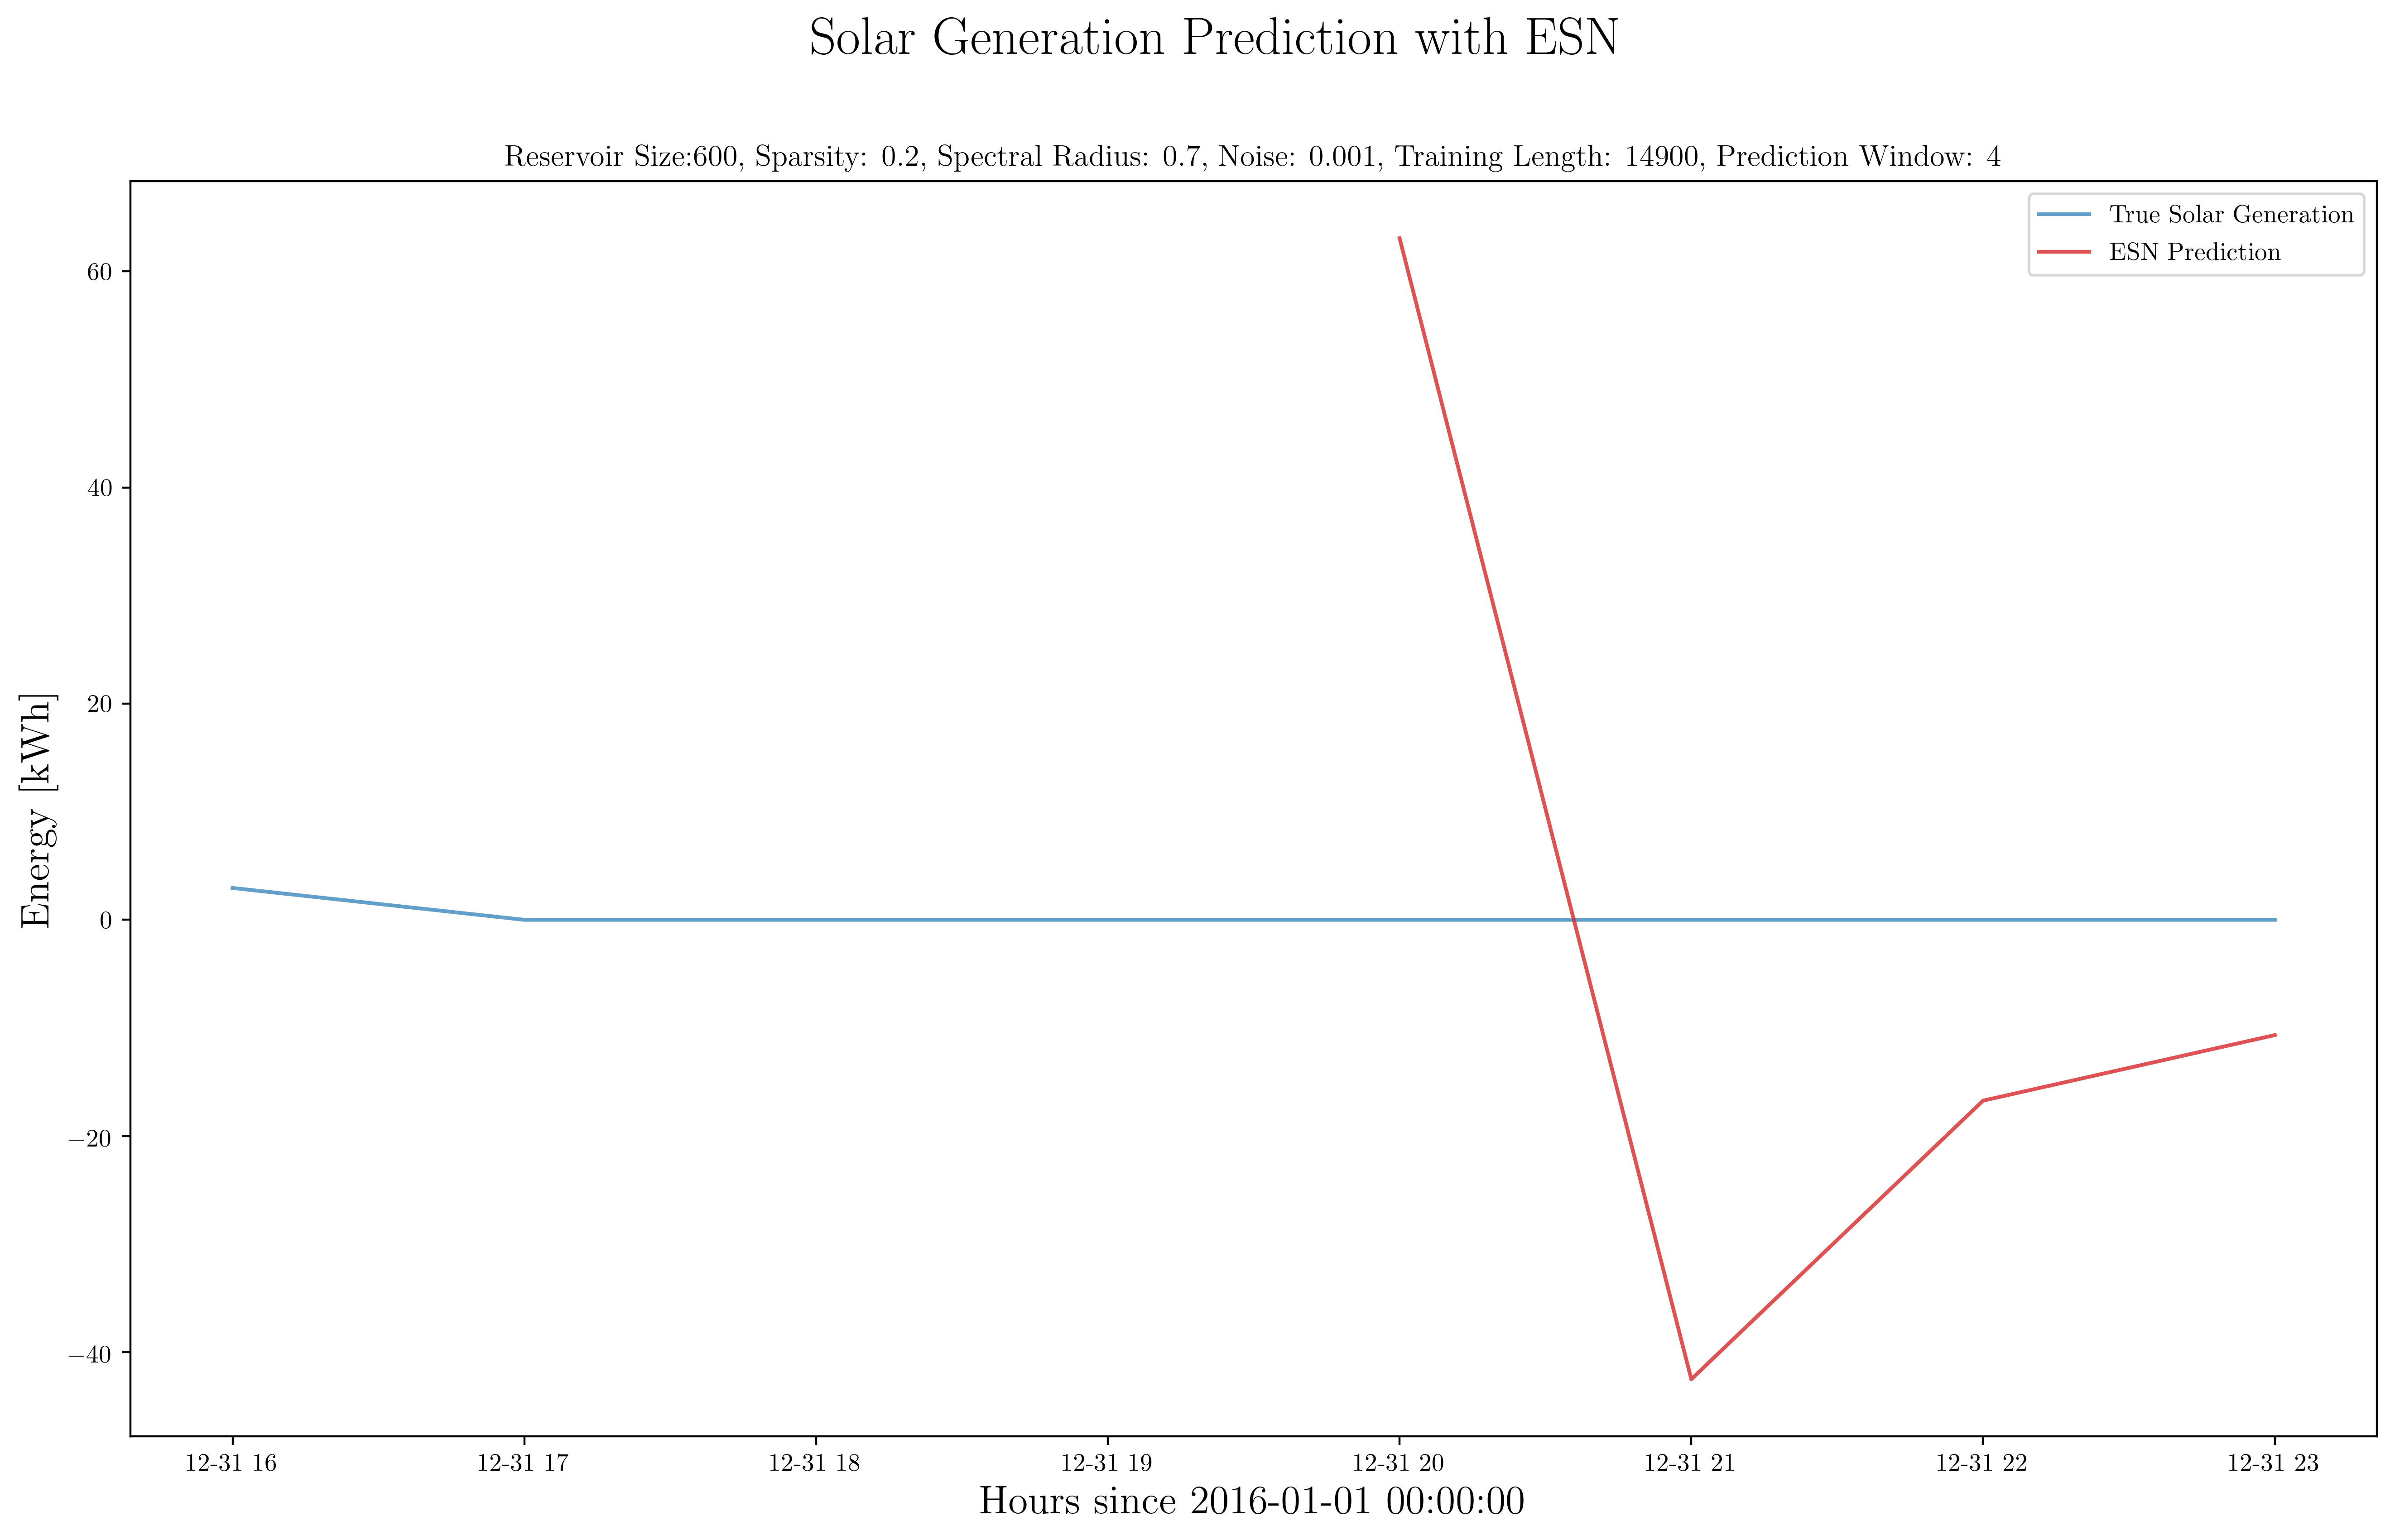 Solar Generation Prediction with ESN
Reservoir Size:600, Sparsity: 0.2, Spectral Radius: 0.7, Noise: 0.001, Training Length: 14900, Prediction Window: 4
True Solar Generation
ESN Prediction
60
40
20
0
−20
−40
Energy [kWh]
12-31 16 12-31 17 12-31 18 12-31 19 12-31 20 12-31 21 12-31 22 12-31 23
Hours since 2016-01-01 00:00:00